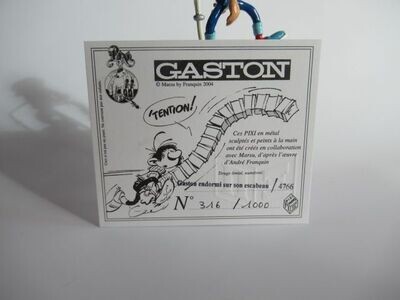 GASTON
© Marsu by Franquin 2004
'TTENTION!
Ces PIXI en métal
sculptés et peints à la main
ont été créés en collaboration
avec Marsu, d'après l'œuvre
d'André Franquin
Tirage limité, numéroté.
Gaston endormi sur son escabeau / 4766
N° 316 / 1000